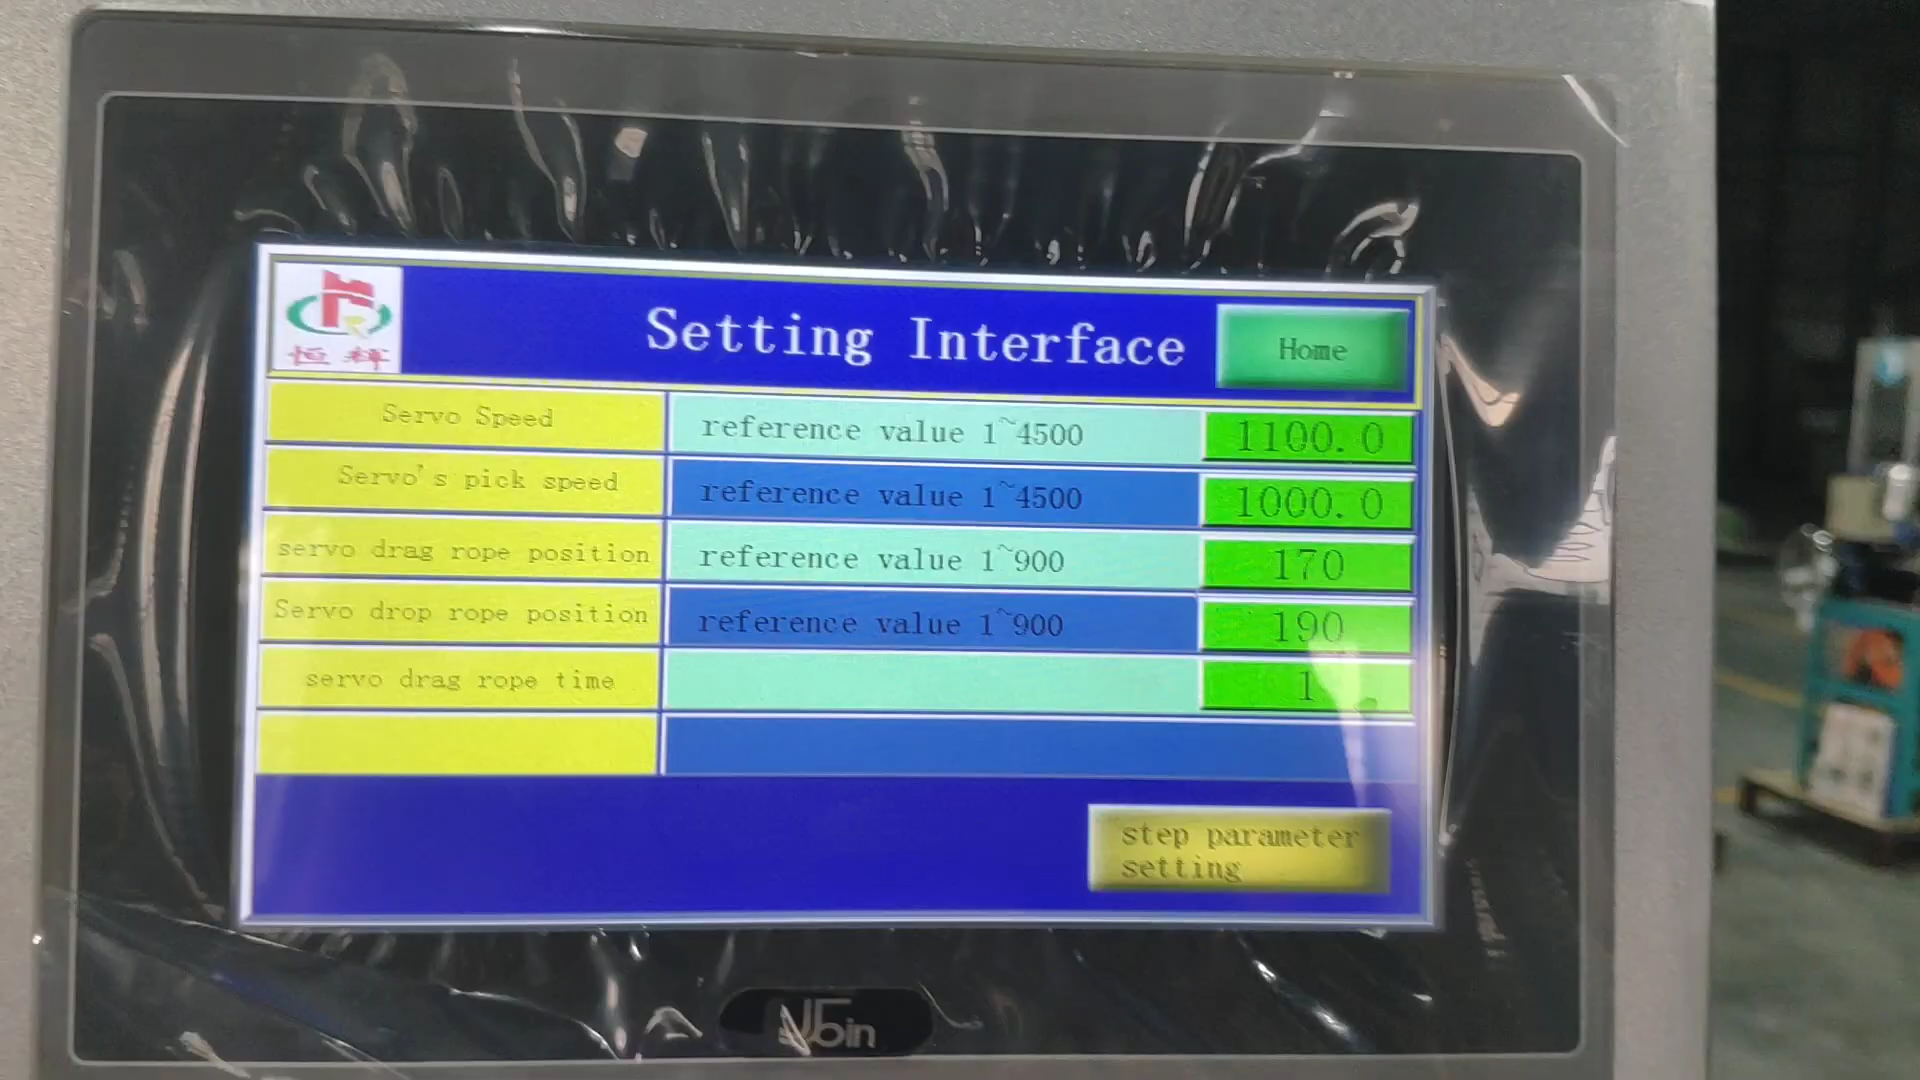 Setting Interface
Home
恒辉
Servo Speed
reference value 1~4500
1100.0
Servo's pick speed
reference value 1~4500
1000.0
servo drag rope position
reference value 1~900
170
Servo drop rope position
reference value 1~900
190
servo drag rope time
1
step parameter
setting